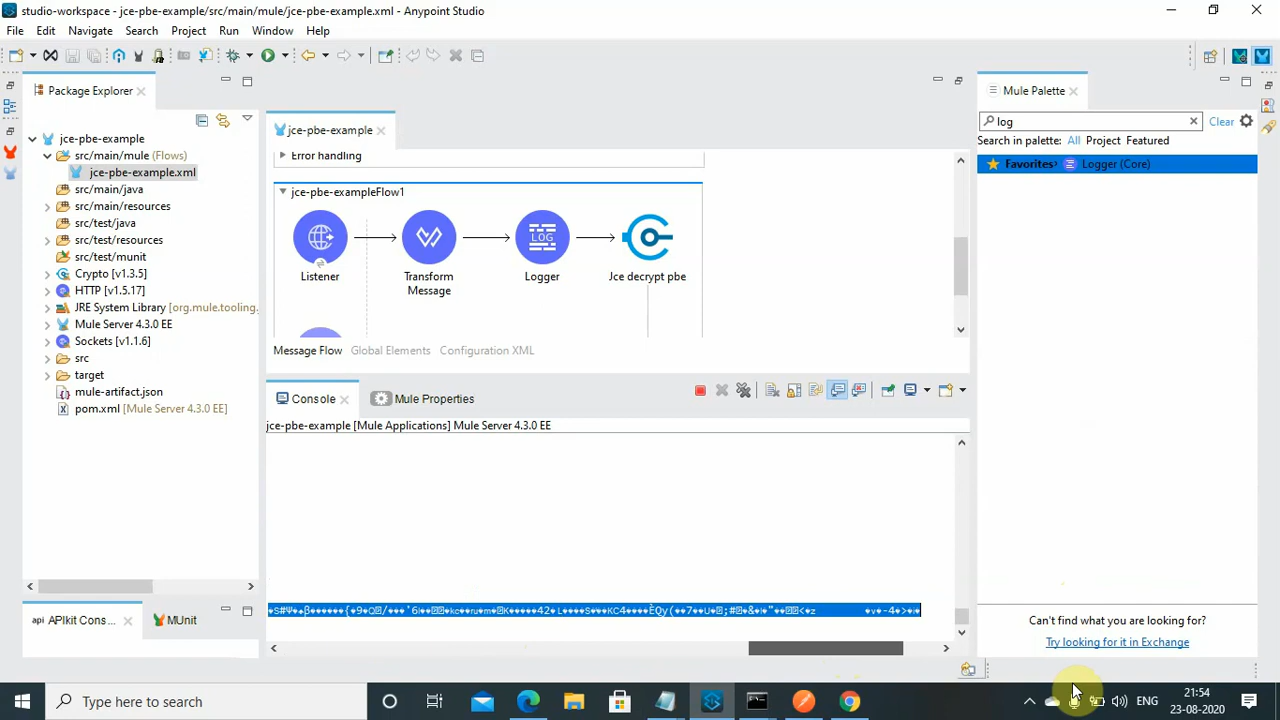 studio-workspace - jce-pbe-example/src/main/mule/jce-pbe-example.xml - Anypoint Studio
File Edit Navigate Search Project Run Window Help
Package Explorer
jce-pbe-example
src/main/mule (Flows)
jce-pbe-example.xml
src/main/java
src/main/resources
src/test/java
src/test/resources
src/test/munit
Crypto [v1.3.5]
HTTP [v1.5.17]
JRE System Library [org.mule.tooling.
Mule Server 4.3.0 EE
Sockets [v1.1.6]
src
target
mule-artifact.json
pom.xml [Mule Server 4.3.0 EE]
APIkit Cons...
MUnit
jce-pbe-example
Error handling
jce-pbe-exampleFlow1
LOG
Listener
Transform
Message
Logger
Jce decrypt pbe
Message Flow Global Elements Configuration XML
Console
Mule Properties
jce-pbe-example [Mule Applications] Mule Server 4.3.0 EE
Mule Palette
log
Clear
Search in palette: All Project Featured
Favorites Logger (Core)
Can't find what you are looking for?
Try looking for it in Exchange
Type here to search
ENG
21:54
23-08-2020